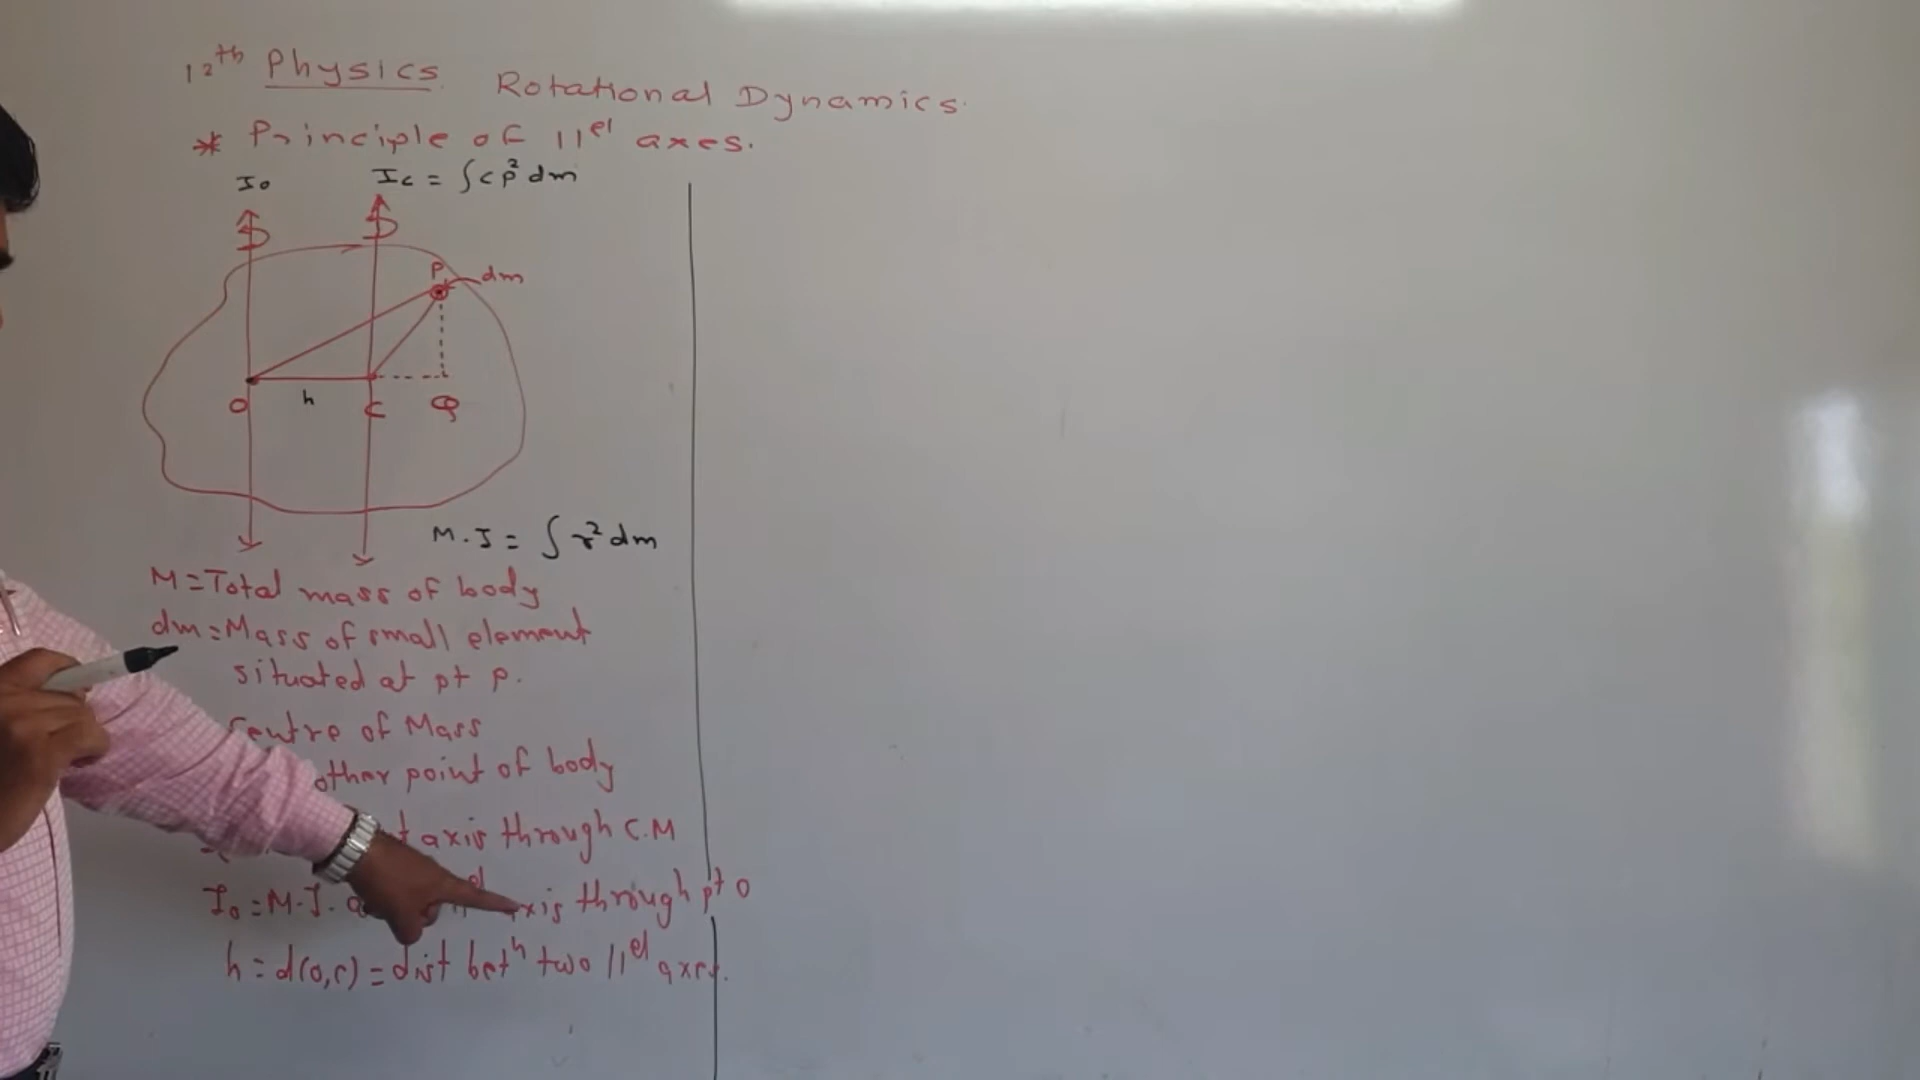 12th Physics. Rotational Dynamics.
* Principle of 11el axes.
Io
Ic = ∫cp² dm
P
dm
O
h
C
Q
M.I = ∫r² dm
M = Total mass of body
dm = Mass of small element
situated at pt p.
Centre of Mass
other point of body
axis through C.M
Io = M.I. axis through pt o
h = d(o,c) = dist betn two 11el axes.